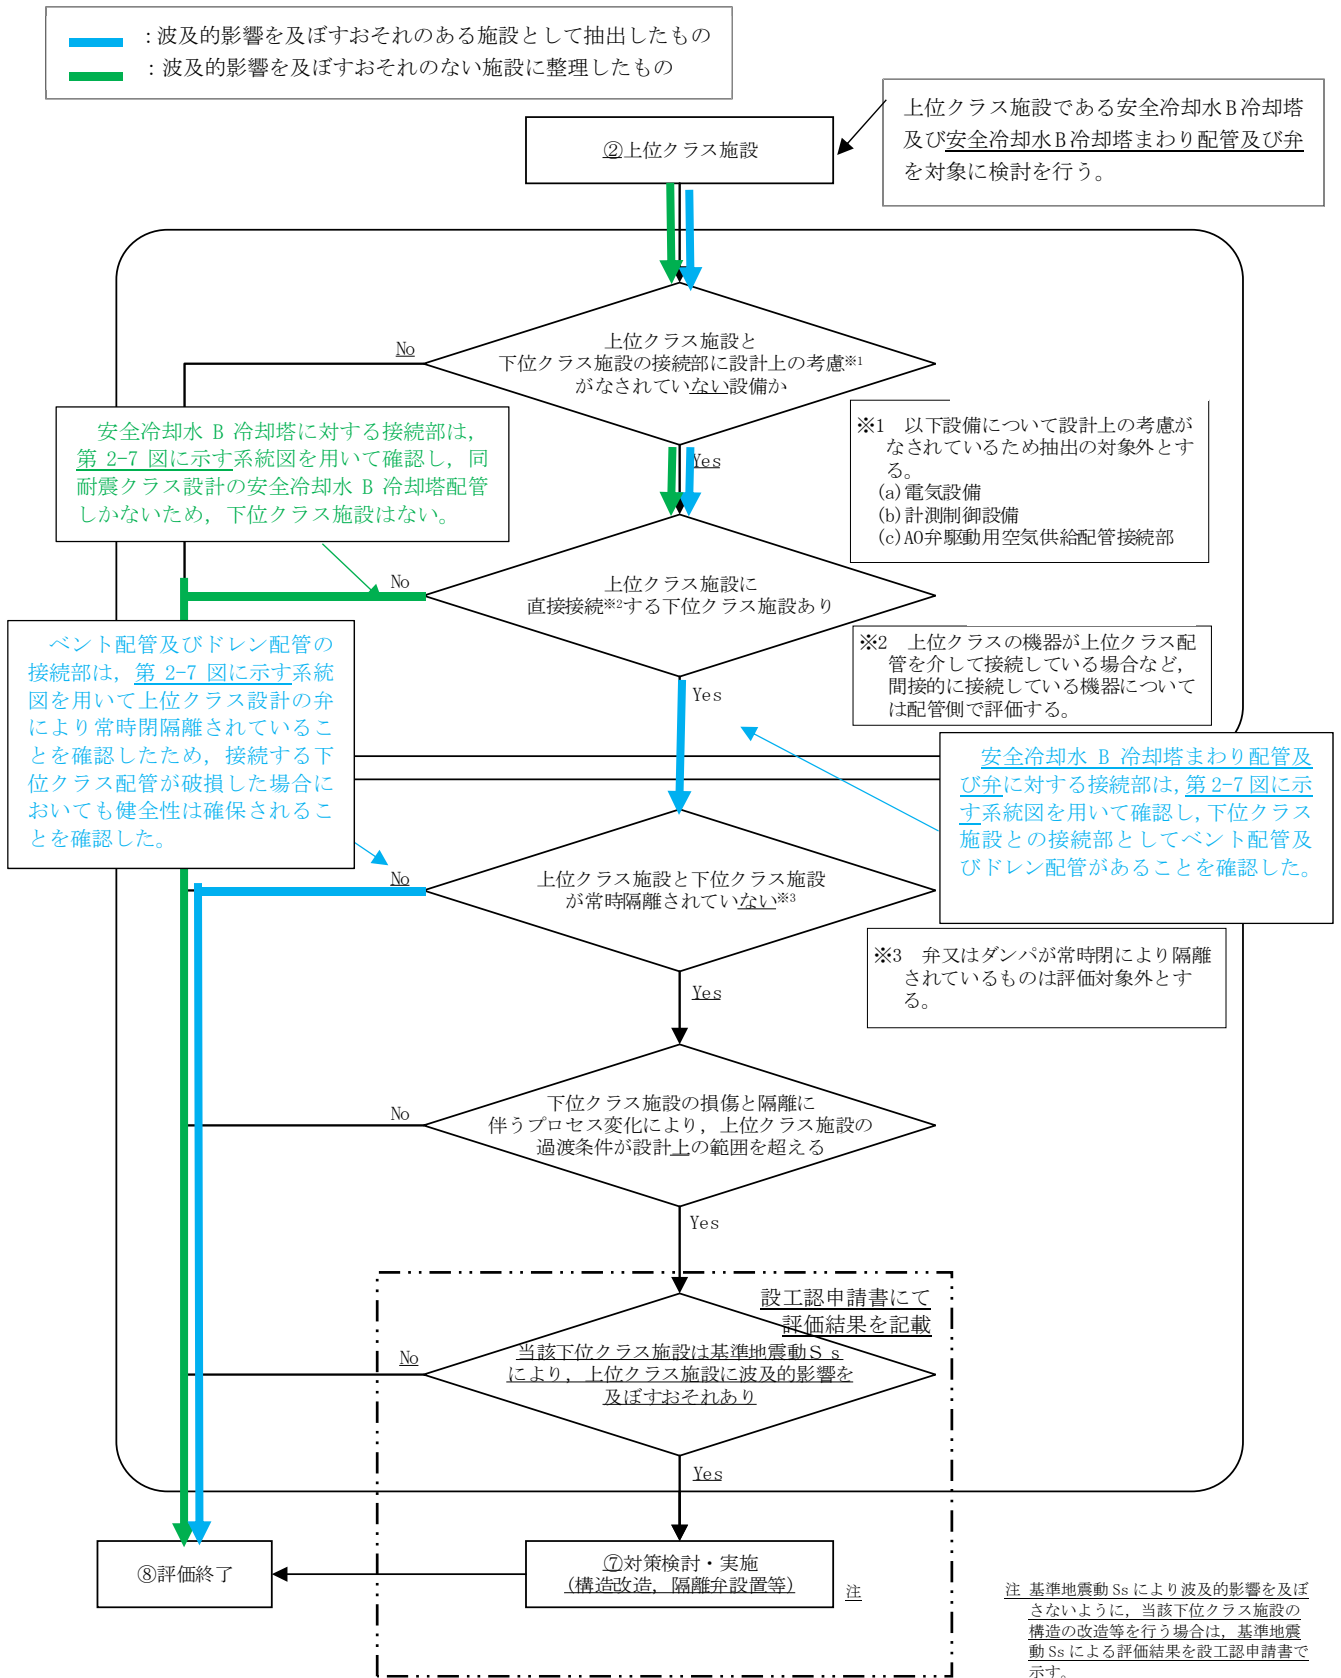 ：波及的影響を及ぼすおそれのある施設として抽出したもの
：波及的影響を及ぼすおそれのない施設に整理したもの
上位クラス施設である安全冷却水B冷却塔
及び安全冷却水B冷却塔まわり配管及び弁
を対象に検討を行う。
②上位クラス施設
上位クラス施設と
下位クラス施設の接続部に設計上の考慮※1
がなされていない設備か
No
Yes
※1　以下設備について設計上の考慮が
なされているため抽出の対象外とす
る。
(a)電気設備
(b)計測制御設備
(c)AO弁駆動用空気供給配管接続部
安全冷却水 B 冷却塔に対する接続部は，
第 2-7 図に示す系統図を用いて確認し，同
耐震クラス設計の安全冷却水 B 冷却塔配管
しかないため，下位クラス施設はない。
上位クラス施設に
直接接続※2する下位クラス施設あり
No
Yes
※2　上位クラスの機器が上位クラス配
管を介して接続している場合など，
間接的に接続している機器について
は配管側で評価する。
ベント配管及びドレン配管の
接続部は，第 2-7 図に示す系統
図を用いて上位クラス設計の弁
により常時閉隔離されているこ
とを確認したため，接続する下
位クラス配管が破損した場合に
おいても健全性は確保されるこ
とを確認した。
安全冷却水 B 冷却塔まわり配管及
び弁に対する接続部は，第 2-7 図に示
す系統図を用いて確認し，下位クラス
施設との接続部としてベント配管及
びドレン配管があることを確認した。
上位クラス施設と下位クラス施設
が常時隔離されていない※3
No
Yes
※3　弁又はダンパが常時閉により隔離
されているものは評価対象外とす
る。
下位クラス施設の損傷と隔離に
伴うプロセス変化により，上位クラス施設の
過渡条件が設計上の範囲を超える
No
Yes
設工認申請書にて
評価結果を記載
当該下位クラス施設は基準地震動Ｓｓ
により，上位クラス施設に波及的影響を
及ぼすおそれあり
No
Yes
⑧評価終了
⑦対策検討・実施
(構造改造，隔離弁設置等)
注
注 基準地震動 Ss により波及的影響を及ぼ
さないように，当該下位クラス施設の
構造の改造等を行う場合は，基準地震
動 Ss による評価結果を設工認申請書で
示す。